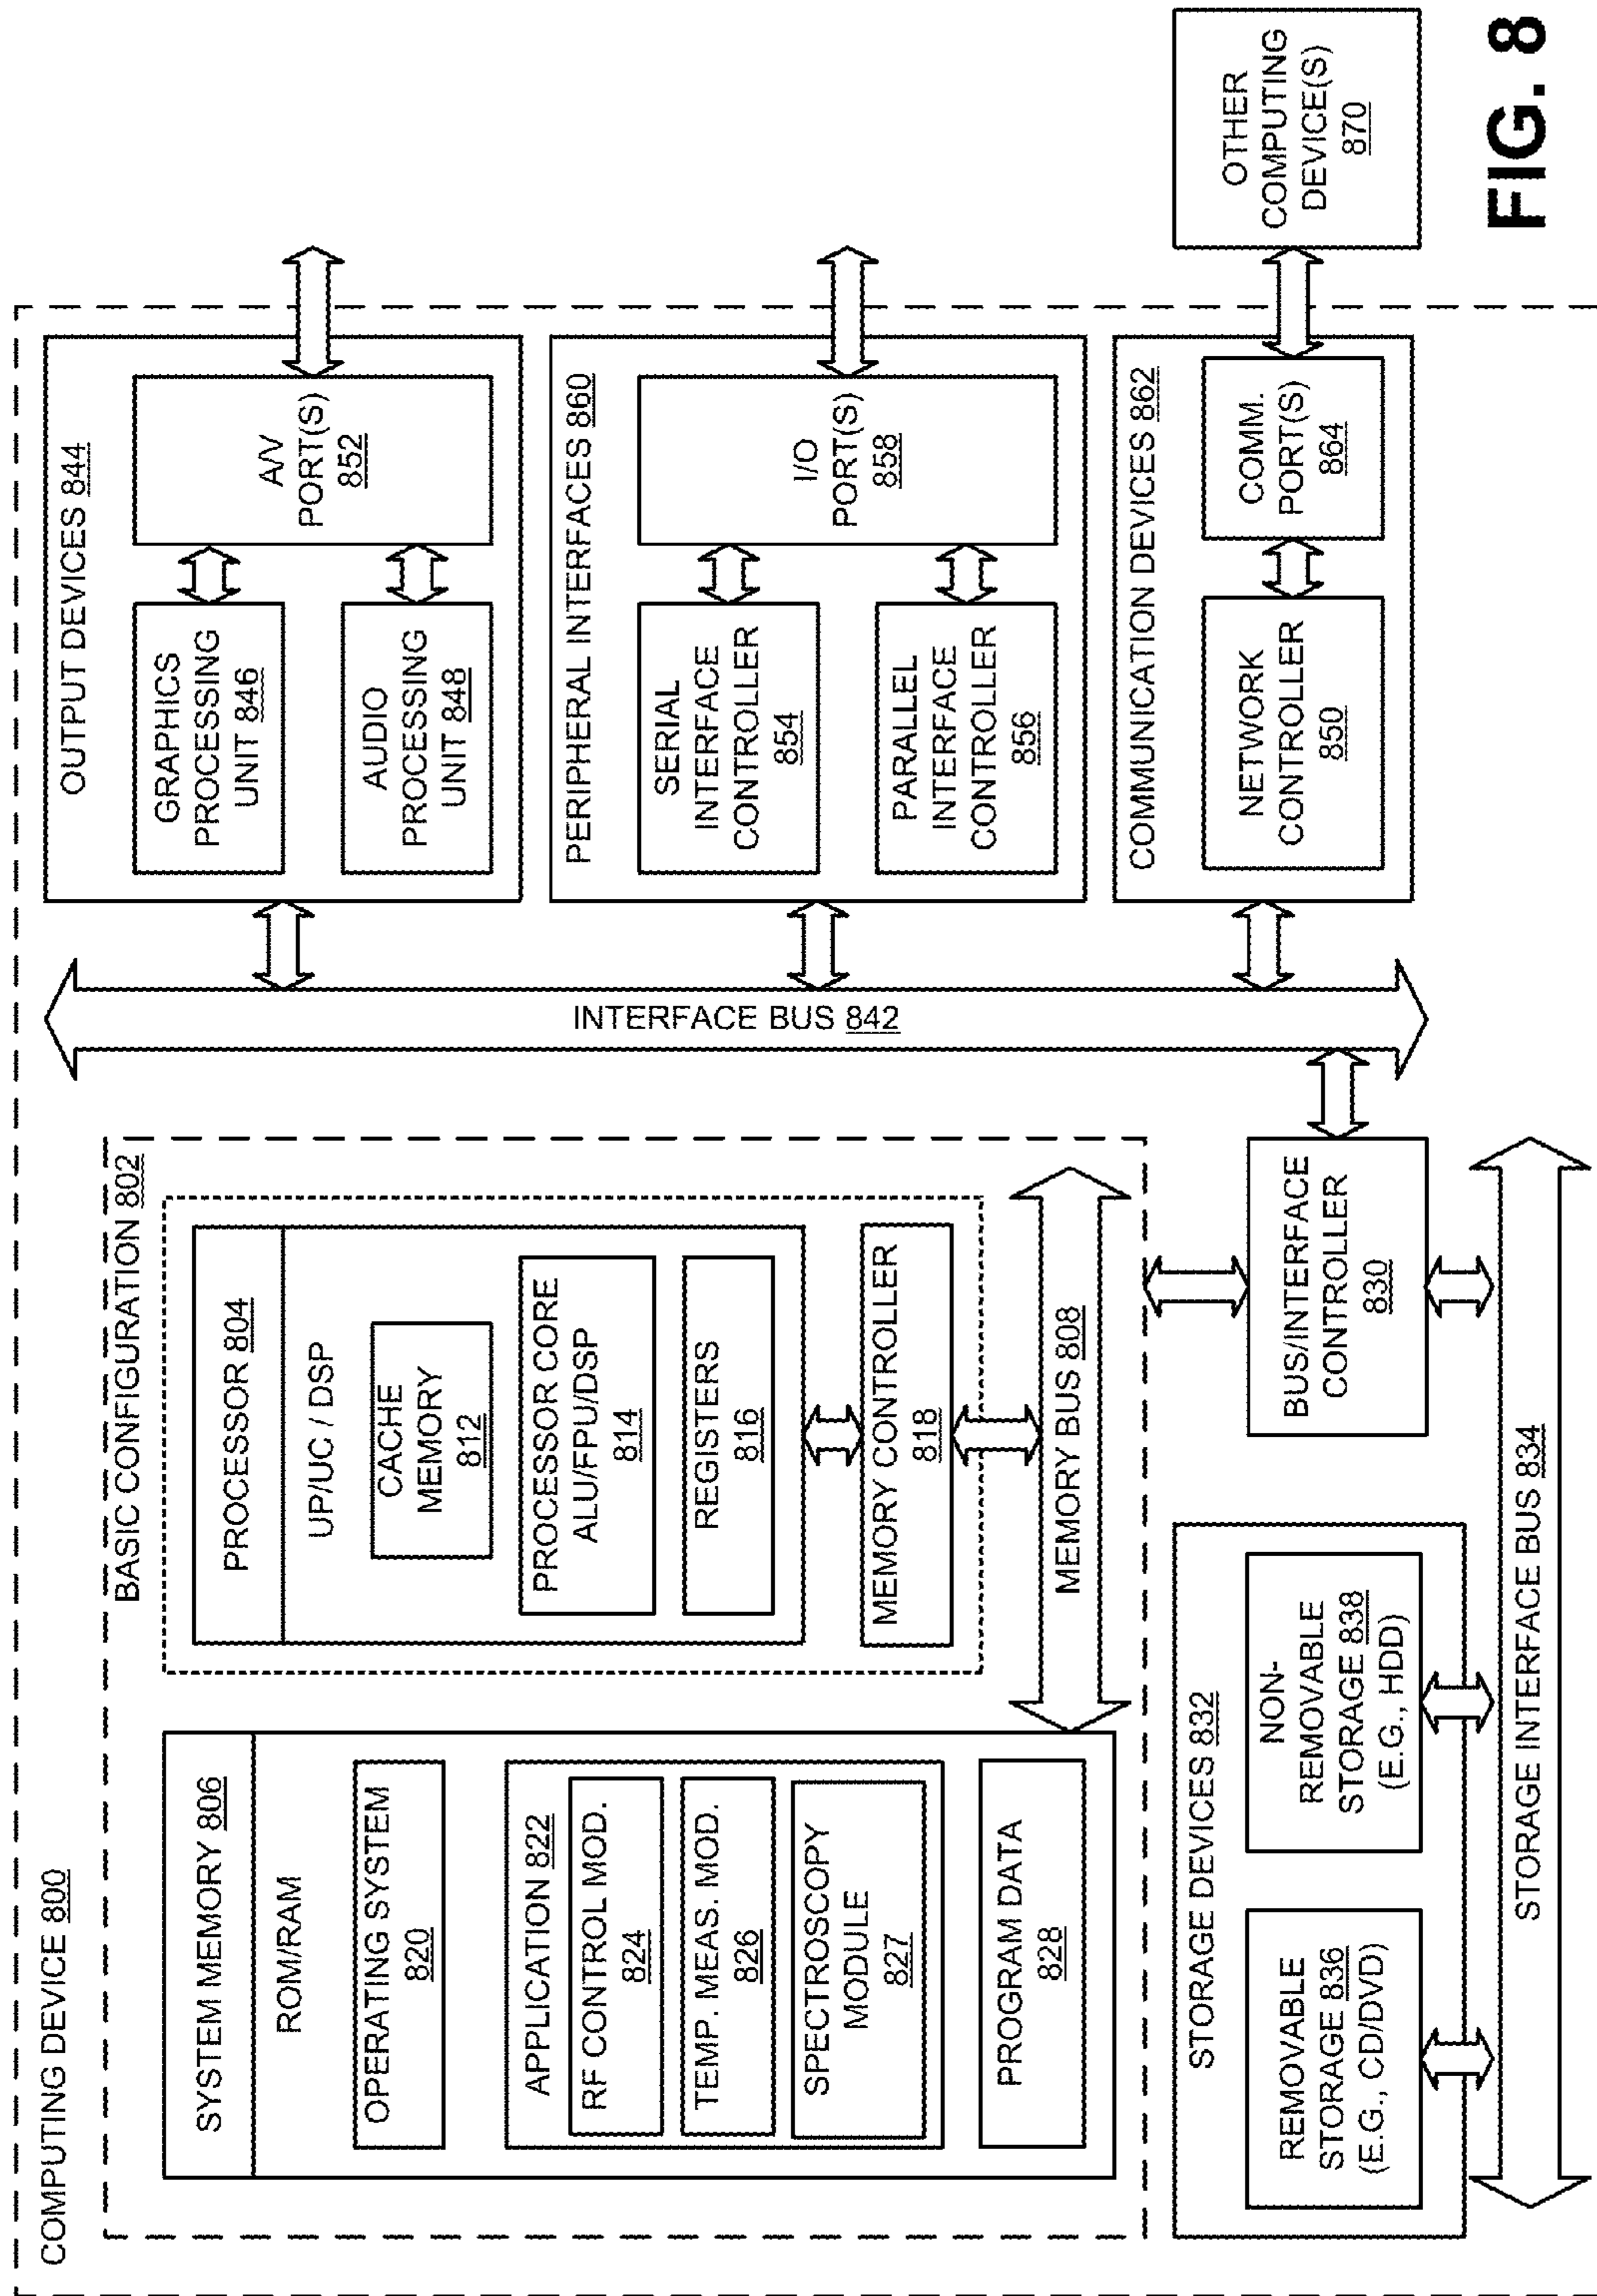 COMPUTING DEVICE 800
BASIC CONFIGURATION 802
SYSTEM MEMORY 806
ROM/RAM
OPERATING SYSTEM
820
APPLICATION 822
RF CONTROL MOD.
824
TEMP. MEAS. MOD.
826
SPECTROSCOPY
MODULE
827
PROGRAM DATA
828
PROCESSOR 804
UP/UC / DSP
CACHE
MEMORY
812
PROCESSOR CORE
ALU/FPU/DSP
814
REGISTERS
816
MEMORY CONTROLLER
818
MEMORY BUS 808
STORAGE DEVICES 832
REMOVABLE
STORAGE 836
(E.G., CD/DVD)
NON-
REMOVABLE
STORAGE 838
(E.G., HDD)
BUS/INTERFACE
CONTROLLER
830
STORAGE INTERFACE BUS 834
INTERFACE BUS 842
OUTPUT DEVICES 844
GRAPHICS
PROCESSING
UNIT 846
AUDIO
PROCESSING
UNIT 848
A/V
PORT(S)
852
PERIPHERAL INTERFACES 860
SERIAL
INTERFACE
CONTROLLER
854
PARALLEL
INTERFACE
CONTROLLER
856
I/O
PORT(S)
858
COMMUNICATION DEVICES 862
NETWORK
CONTROLLER
850
COMM.
PORT(S)
864
OTHER
COMPUTING
DEVICE(S)
870
FIG. 8